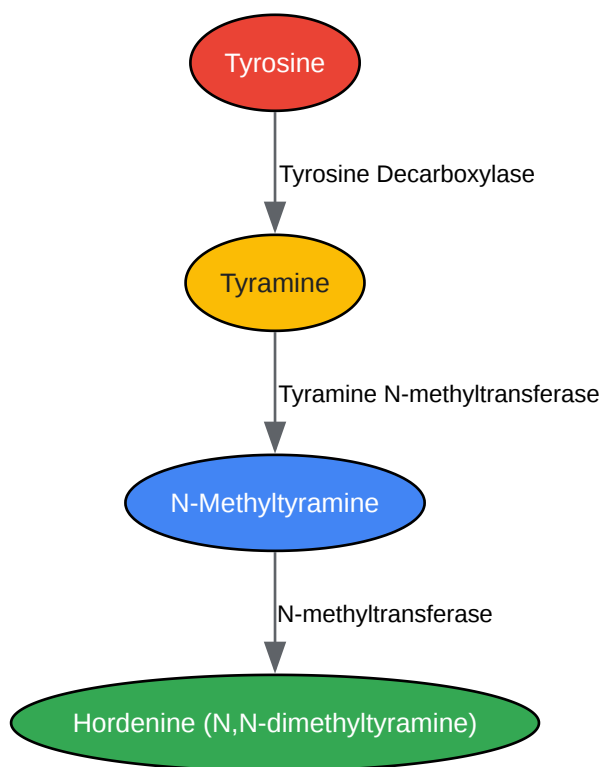 Tyrosine
Tyrosine Decarboxylase
Tyramine
Tyramine N-methyltransferase
N-Methyltyramine
N-methyltransferase
Hordenine (N,N-dimethyltyramine)